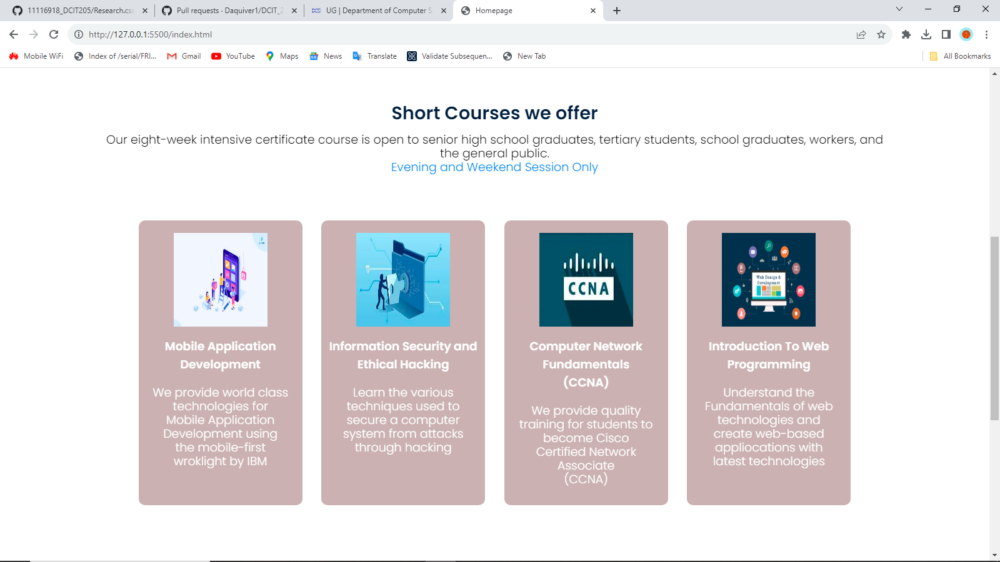 11116918_DCIT205/Research.css
Pull requests · Daquiver1/DCIT_2
UG | Department of Computer S
Homepage
http://127.0.0.1:5500/index.html
Mobile WiFi
Index of /serial/FRI...
Gmail
YouTube
Maps
News
Translate
Validate Subsequen...
New Tab
All Bookmarks
Short Courses we offer
Our eight-week intensive certificate course is open to senior high school graduates, tertiary students, school graduates, workers, and
the general public.
Evening and Weekend Session Only
Mobile Application
Development
We provide world class
technologies for
Mobile Application
Development using
the mobile-first
wroklight by IBM
Information Security and
Ethical Hacking
Learn the various
techniques used to
secure a computer
system from attacks
through hacking
CCNA
Computer Network
Fundamentals
(CCNA)
We provide quality
training for students to
become Cisco
Certified Network
Associate
(CCNA)
Web Design &
Development
Introduction To Web
Programming
Understand the
Fundamentals of web
technologies and
create web-based
appliocations with
latest technologies